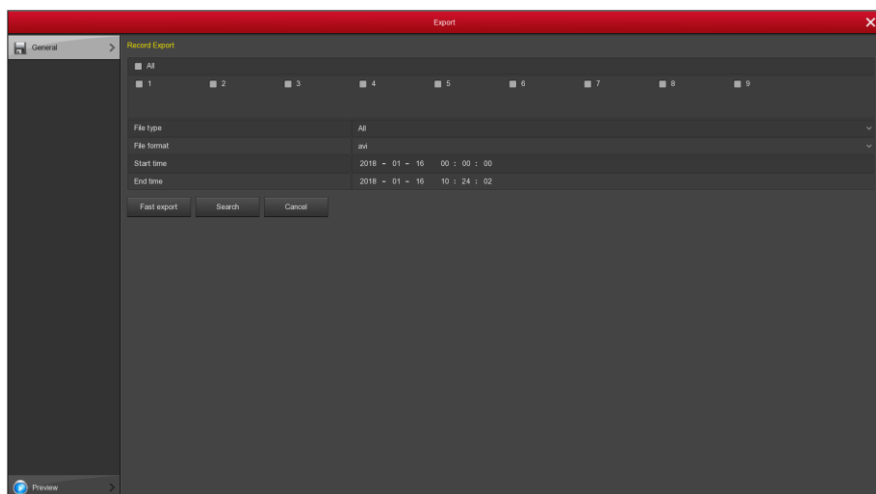 Export
General
Record Export
All
1 2 3 4 5 6 7 8 9
File type All
File format avi
Start time 2018 - 01 - 16 00 : 00 : 00
End time 2018 - 01 - 16 10 : 24 : 02
Fast export Search Cancel
Preview